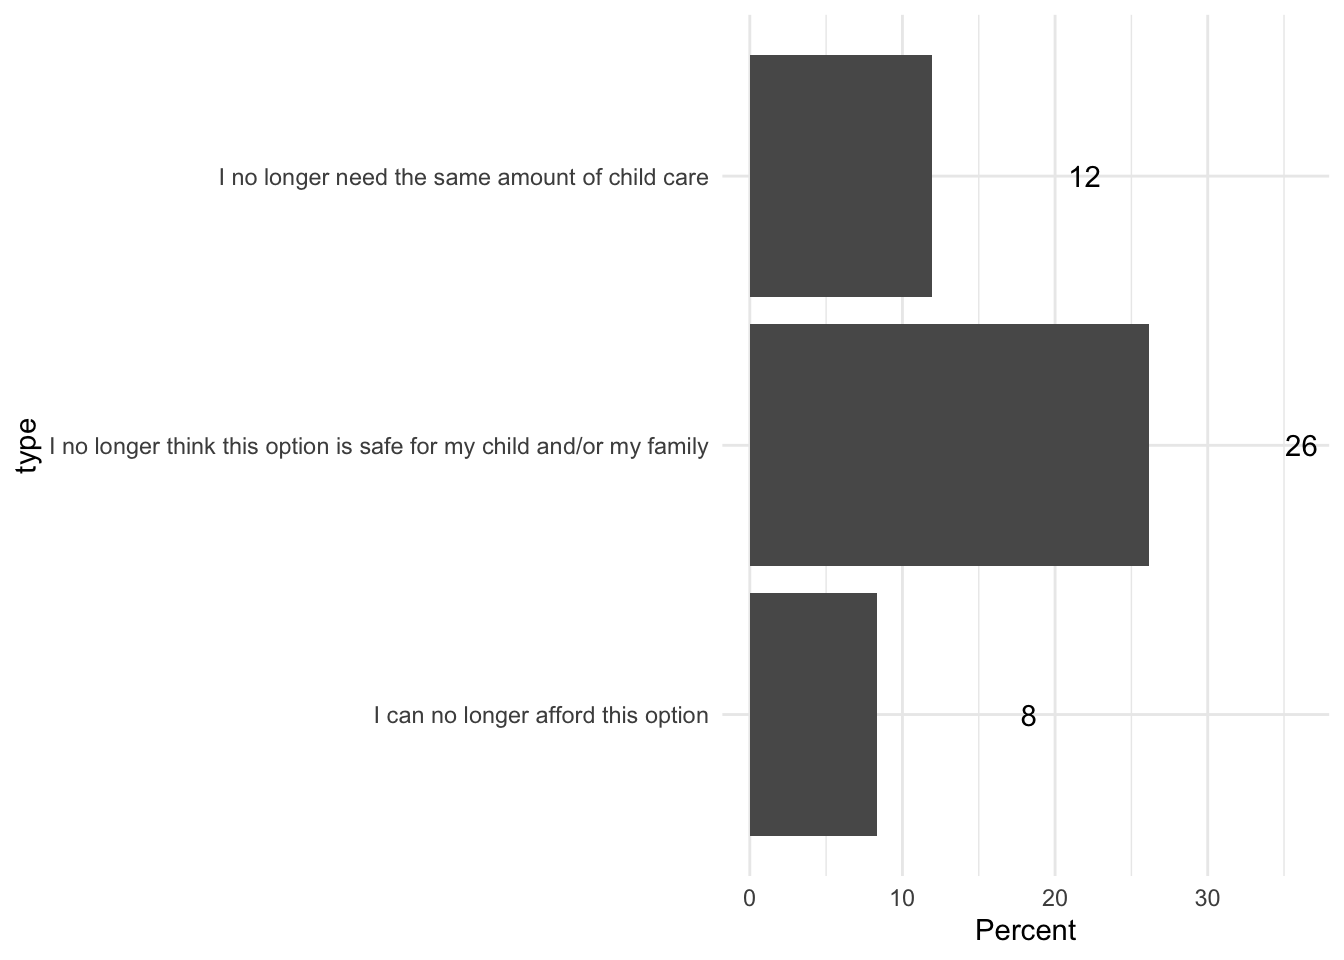 I no longer need the same amount of child care
12
type
I no longer think this option is safe for my child and/or my family
26
I can no longer afford this option
8
0 10 20 30
Percent